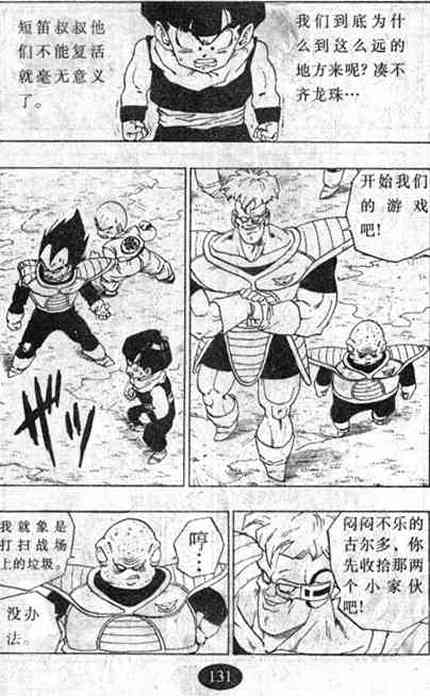 我们到底为什
么到这么远的
地方来呢？凑不
齐龙珠…
短笛叔叔他
们不能复活
就毫无意义
了。
开始我们
的游戏
吧！
闷闷不乐的
古尔多，你
先收拾那两
个小家伙
吧！
哼…
我就象是
打扫战场
上的垃圾。
没办
法。
131